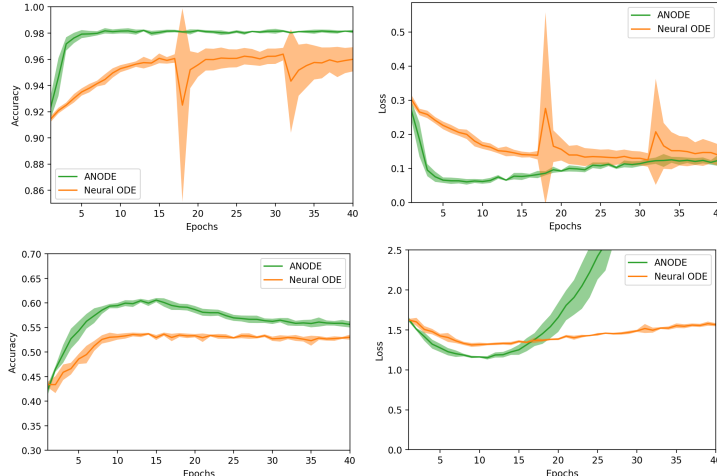 1.00
0.98
0.96
0.94
0.92
0.90
0.88
0.86
Accuracy
ANODE
Neural ODE
5 10 15 20 25 30 35 40
Epochs
0.5
0.4
0.3
0.2
0.1
0.0
Loss
ANODE
Neural ODE
5 10 15 20 25 30 35 40
Epochs
0.70
0.65
0.60
0.55
0.50
0.45
0.40
0.35
0.30
Accuracy
ANODE
Neural ODE
5 10 15 20 25 30 35 40
Epochs
2.5
2.0
1.5
1.0
0.5
0.0
Loss
ANODE
Neural ODE
5 10 15 20 25 30 35 40
Epochs